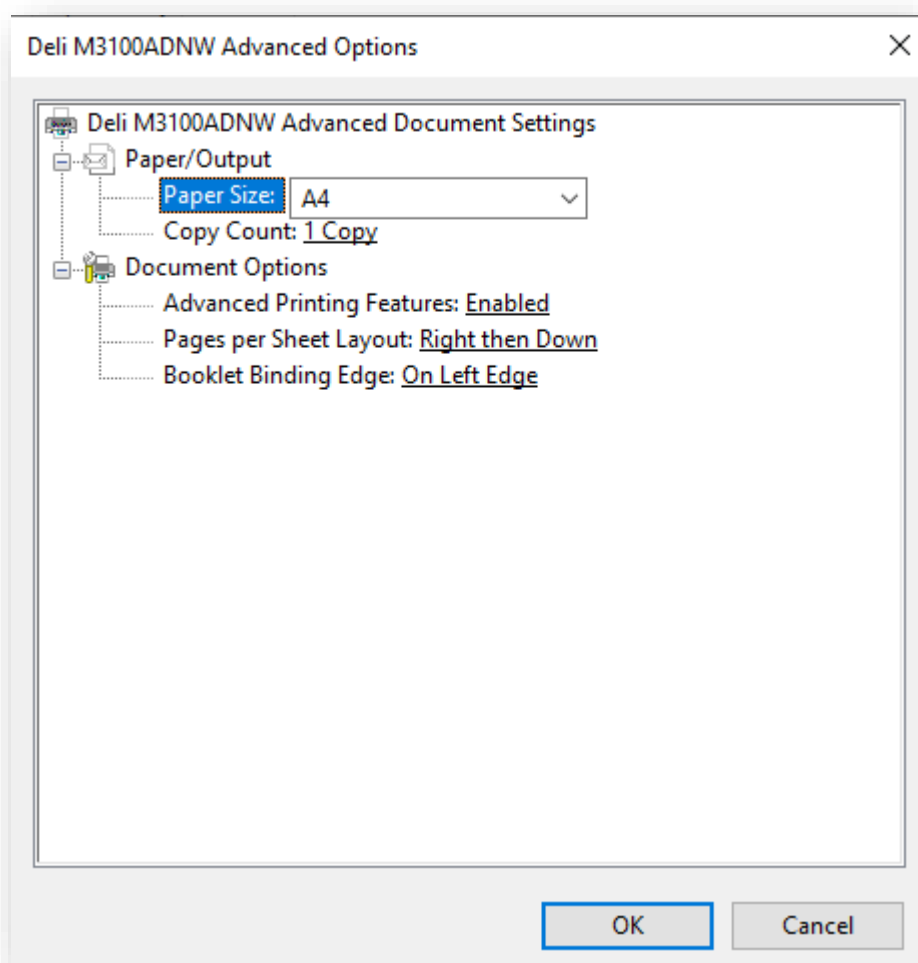 Deli M3100ADNW Advanced Options
Deli M3100ADNW Advanced Document Settings
Paper/Output
Paper Size: A4
Copy Count: 1 Copy
Document Options
Advanced Printing Features: Enabled
Pages per Sheet Layout: Right then Down
Booklet Binding Edge: On Left Edge
OK Cancel